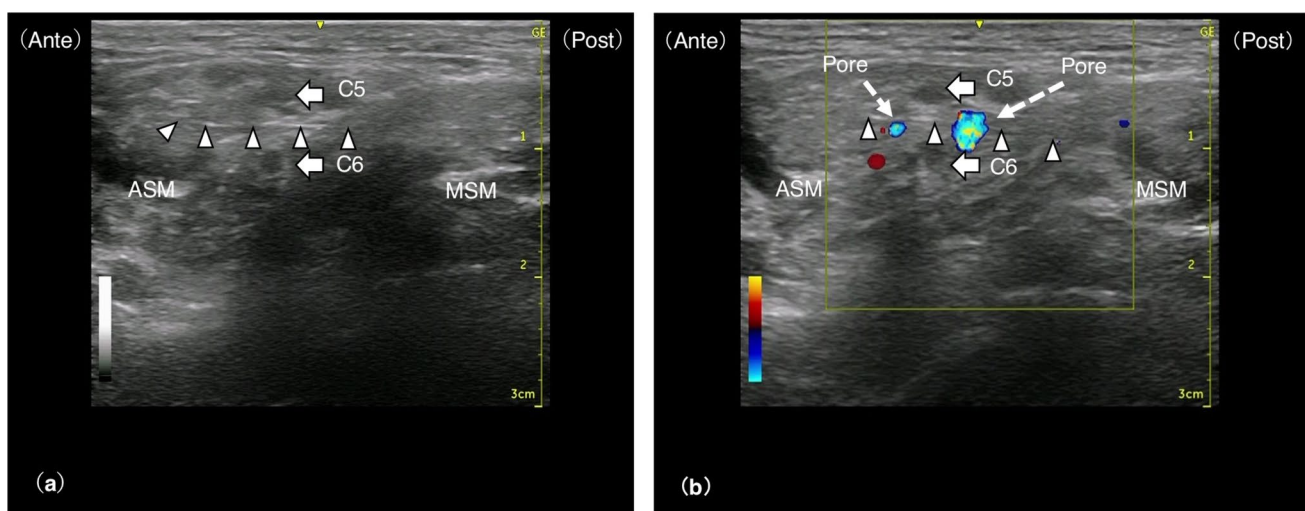 (Ante)
GE
(Post)
C5
1
C6
ASM
MSM
2
3cm
(a)
(Ante)
GE
(Post)
Pore
C5
Pore
1
C6
ASM
MSM
2
3cm
(b)